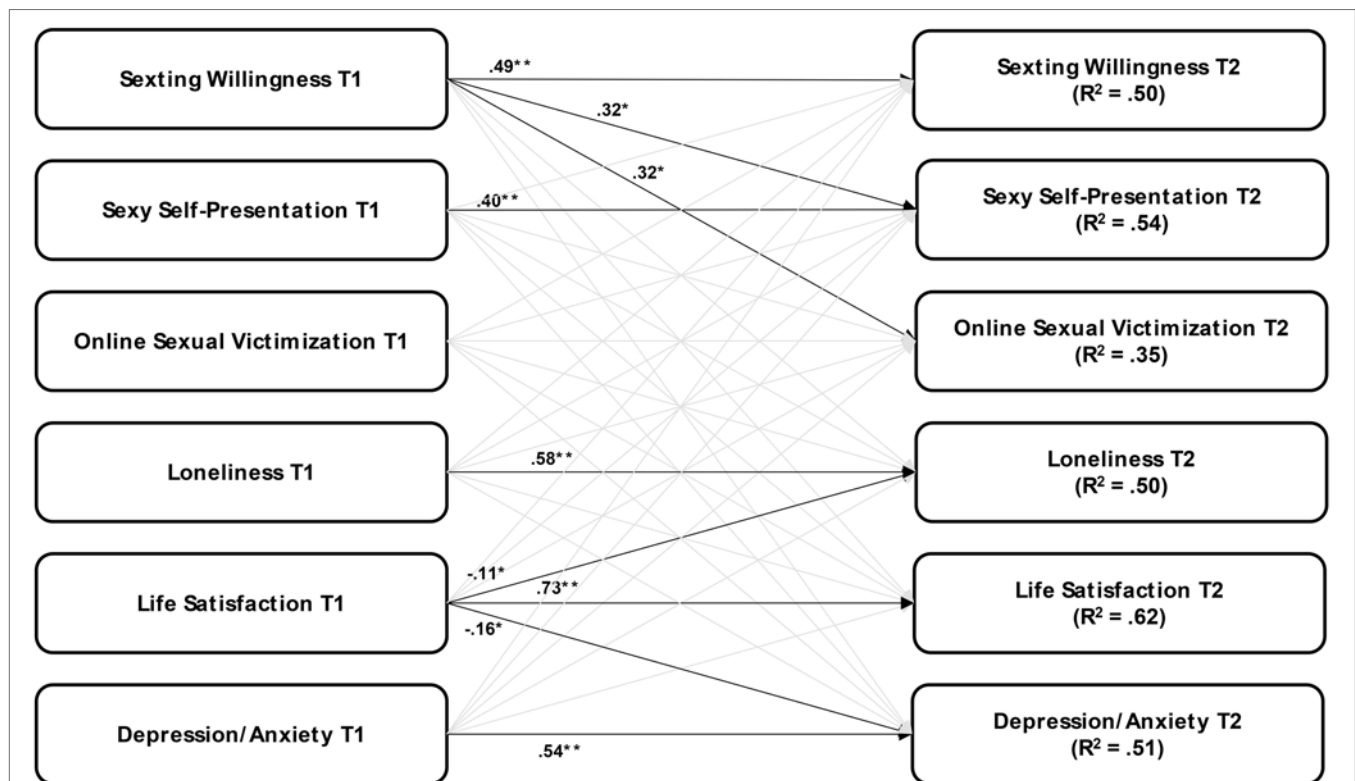 Sexting Willingness T1
.49**
Sexting Willingness T2
(R² = .50)
.32*
.32*
Sexy Self-Presentation T1
.40**
Sexy Self-Presentation T2
(R² = .54)
Online Sexual Victimization T1
Online Sexual Victimization T2
(R² = .35)
Loneliness T1
.58**
Loneliness T2
(R² = .50)
Life Satisfaction T1
-.11*
.73**
-.16*
Life Satisfaction T2
(R² = .62)
Depression/Anxiety T1
.54**
Depression/Anxiety T2
(R² = .51)